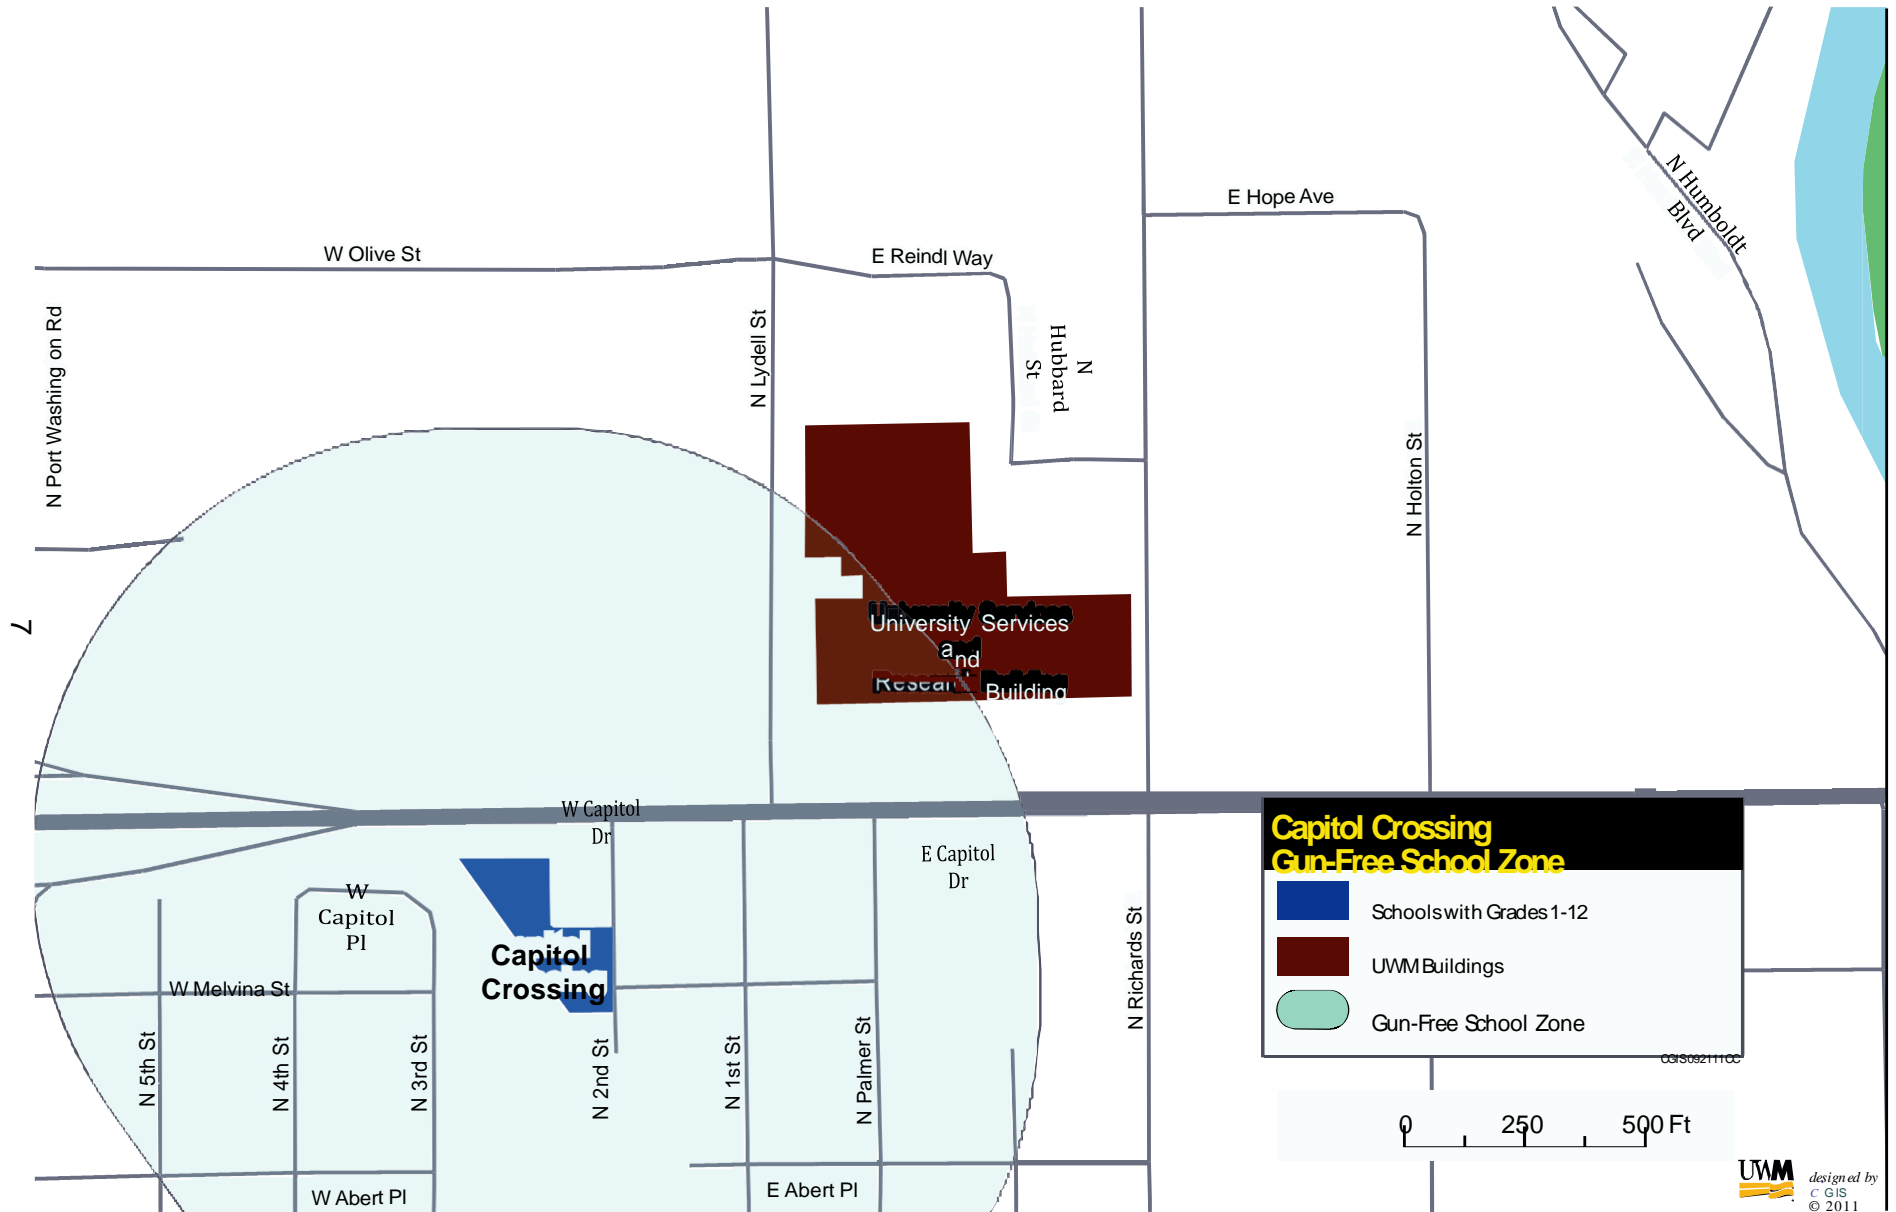 E Hope Ave
N Humboldt
Blvd
W Olive St
E Reindl Way
N Port Washing on Rd
N Lydell St
N
Hubbard
St
N Holton St
7
University Services
and
Resear Building
W Capitol
Dr
E Capitol
Dr
W
Capitol
Pl
Capitol
Crossing
W Melvina St
N 5th St
N 4th St
N 3rd St
N 2nd St
N 1st St
N Palmer St
N Richards St
W Abert Pl
E Abert Pl
Capitol Crossing
Gun-Free School Zone
Schools with Grades 1-12
UWM Buildings
Gun-Free School Zone
CGIS092111CC
0 250 500 Ft
UWM
designed by
C GIS
© 2011